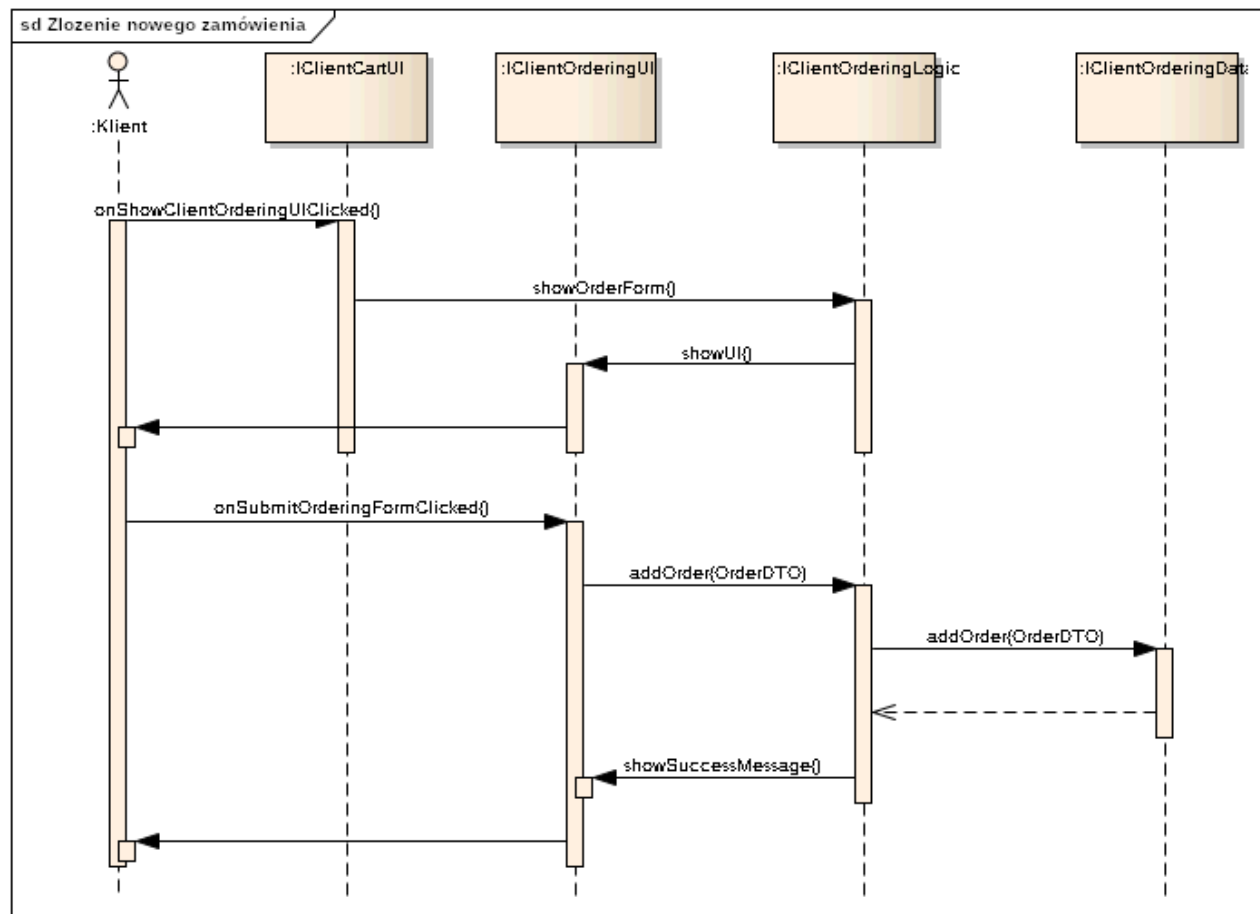 sd Zlozenie nowego zamówienia
:Klient
:IClientCartUI
:IClientOrderingUI
:IClientOrderingLogic
:IClientOrderingData
onShowClientOrderingUIClicked()
showOrderForm()
showUI()
onSubmitOrderingFormClicked()
addOrder(OrderDTO)
addOrder(OrderDTO)
showSuccessMessage()